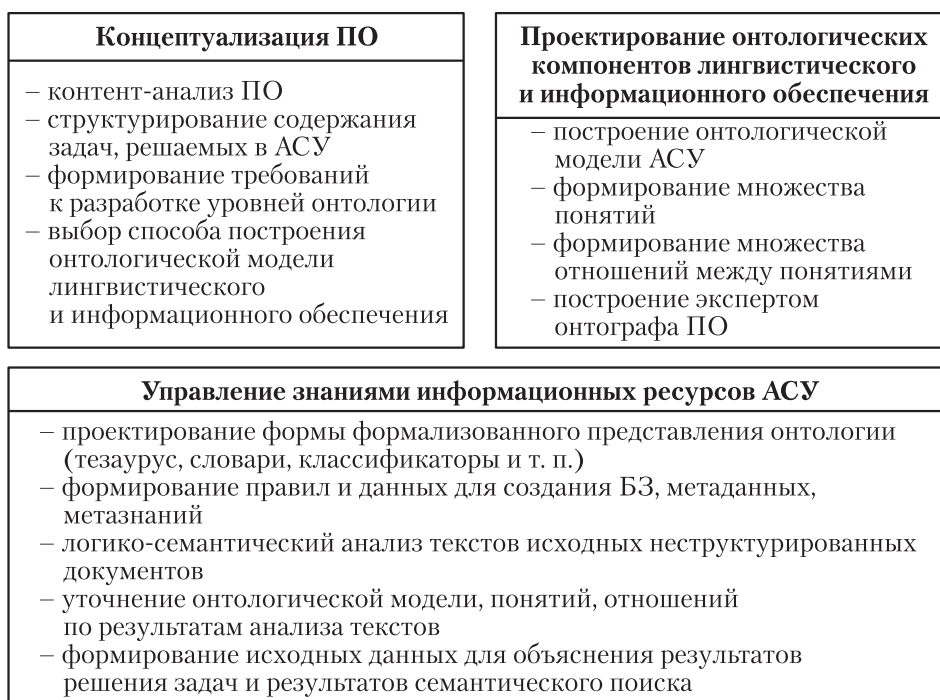 Концептуализация ПО
– контент-анализ ПО
– структурирование содержания
задач, решаемых в АСУ
– формирование требований
к разработке уровней онтологии
– выбор способа построения
онтологической модели
лингвистического
и информационного обеспечения
Проектирование онтологических
компонентов лингвистического
и информационного обеспечения
– построение онтологической
модели АСУ
– формирование множества
понятий
– формирование множества
отношений между понятиями
– построение экспертом
онтографа ПО
Управление знаниями информационных ресурсов АСУ
– проектирование формы формализованного представления онтологии
(тезаурус, словари, классификаторы и т. п.)
– формирование правил и данных для создания БЗ, метаданных,
метазнаний
– логико-семантический анализ текстов исходных неструктурированных
документов
– уточнение онтологической модели, понятий, отношений
по результатам анализа текстов
– формирование исходных данных для объяснения результатов
решения задач и результатов семантического поиска